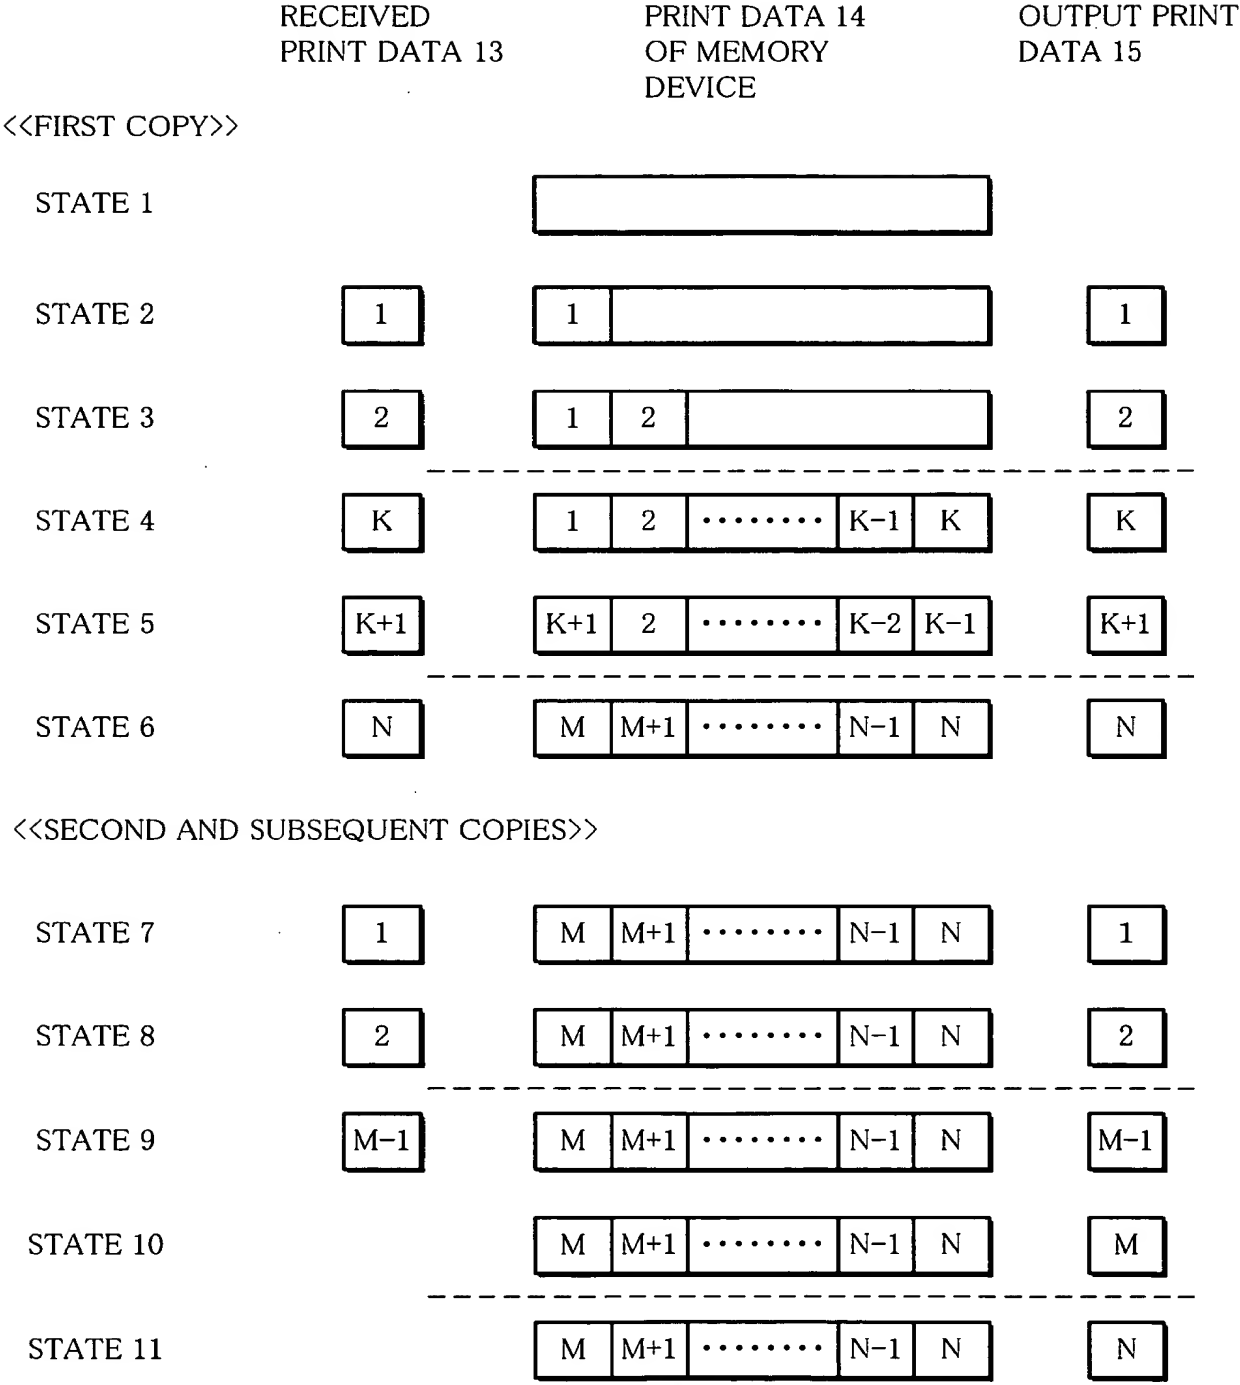 RECEIVED
PRINT DATA 13
PRINT DATA 14
OF MEMORY
DEVICE
OUTPUT PRINT
DATA 15
<<FIRST COPY>>
STATE 1
STATE 2 1 1 1
STATE 3 2 1 2 2
STATE 4 K 1 2 ········ K-1 K K
STATE 5 K+1 K+1 2 ········ K-2 K-1 K+1
STATE 6 N M M+1 ········ N-1 N N
<<SECOND AND SUBSEQUENT COPIES>>
STATE 7 1 M M+1 ········ N-1 N 1
STATE 8 2 M M+1 ········ N-1 N 2
STATE 9 M-1 M M+1 ········ N-1 N M-1
STATE 10 M M+1 ········ N-1 N M
STATE 11 M M+1 ········ N-1 N N